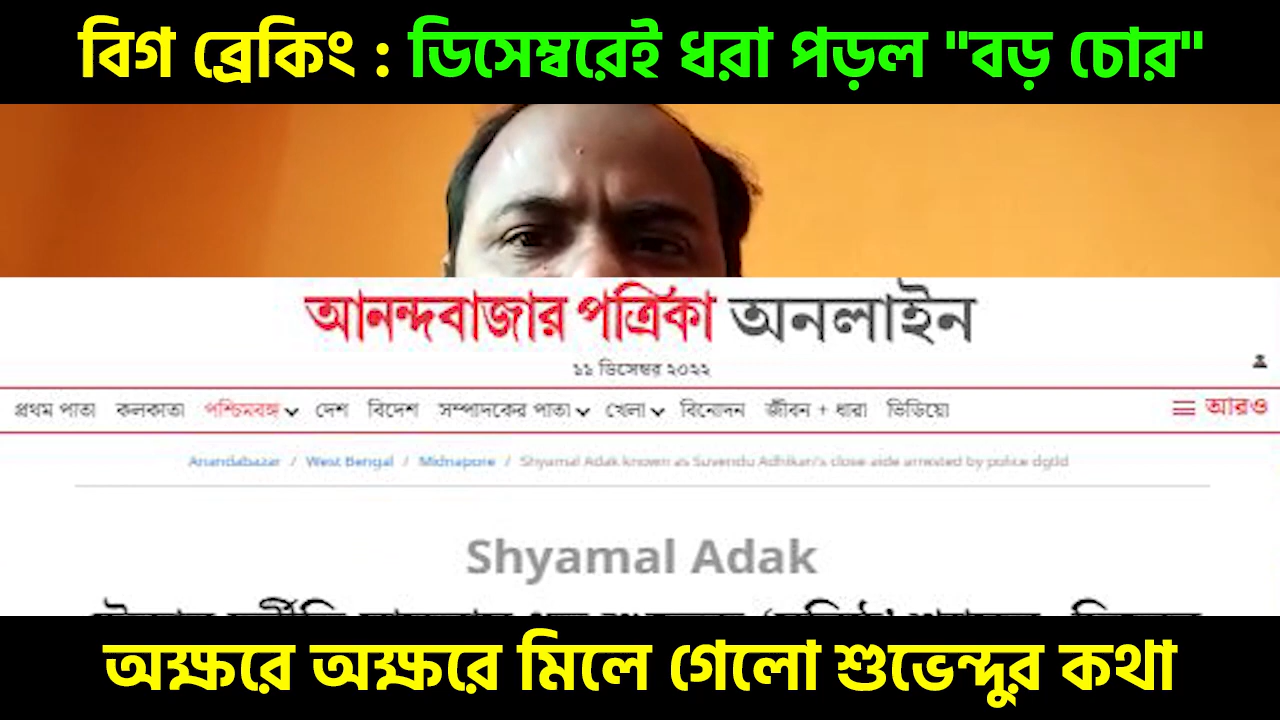 বিগ ব্রেকিং : ডিসেম্বরেই ধরা পড়ল "বড় চোর"
আনন্দবাজার পত্রিকা অনলাইন
১১ ডিসেম্বর ২০২২
প্রথম পাতা কলকাতা পশ্চিমবঙ্গ দেশ বিদেশ সম্পাদকের পাতা খেলা বিনোদন জীবন + ধারা ভিডিয়ো আরও
Anandabazar / West Bengal / Midnapore / Shyamal Adak known as Suvendu Adhikari's close aide arrested by police dgtld
Shyamal Adak
অক্ষরে অক্ষরে মিলে গেলো শুভেন্দুর কথা